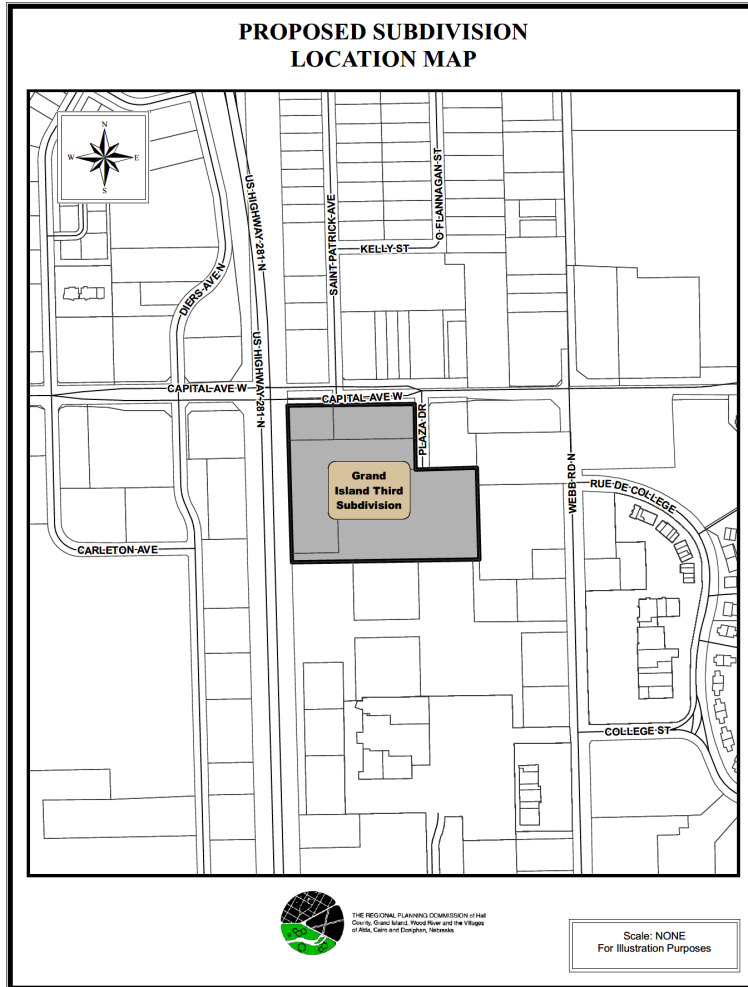 PROPOSED SUBDIVISION
LOCATION MAP
N
W
E
S
US HIGHWAY 281 N
SAINT PATRICK AVE
O FLANNAGAN ST
KELLY ST
DIERS AVE N
US HIGHWAY 281 N
CAPITAL AVE W
CAPITAL AVE W
PLAZA DR
WEBB RD N
RUE DE COLLEGE
Grand
Island Third
Subdivision
CARLETON AVE
COLLEGE ST
THE REGIONAL PLANNING COMMISSION of Hall
County, Grand Island, Wood River and the Villages
of Alda, Cairo and Doniphan, Nebraska
Scale: NONE
For Illustration Purposes